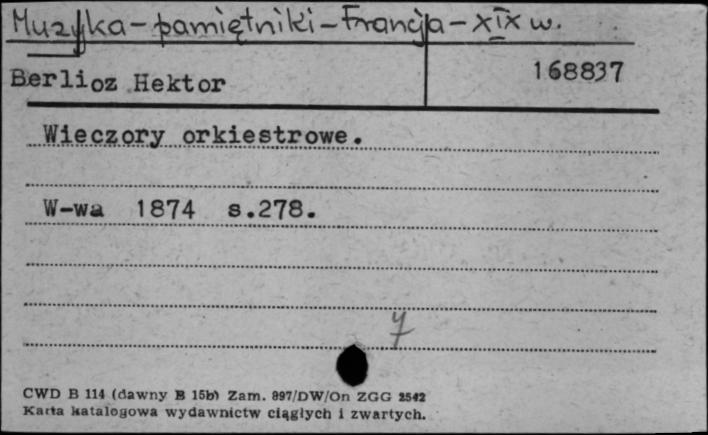 Muzyka - pamiętniki - Francja - XIX w.
Berlioz Hektor 168837
Wieczory orkiestrowe.
W-wa 1874 s.278.
y
CWD B 114 (dawny B 15b) Zam. 897/DW/On ZGG 2542
Karta katalogowa wydawnictw ciągłych i zwartych.